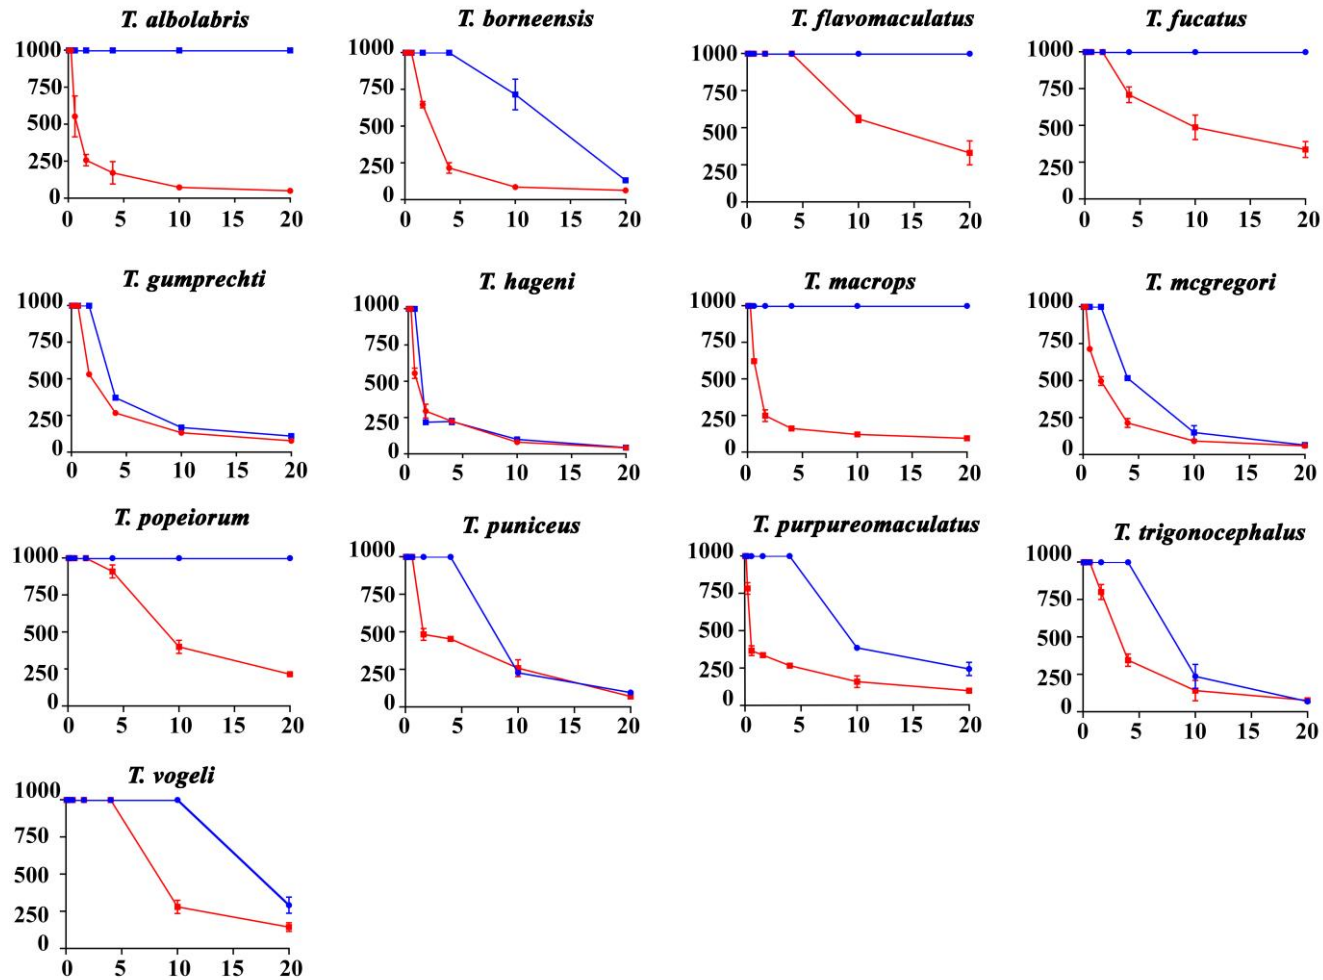 T. albolabris
T. borneensis
T. flavomaculatus
T. fucatus
1000
750
500
250
0
0 5 10 15 20
1000
750
500
250
0
0 5 10 15 20
1000
750
500
250
0
0 5 10 15 20
1000
750
500
250
0
0 5 10 15 20
T. gumprechti
T. hageni
T. macrops
T. mcgregori
1000
750
500
250
0
0 5 10 15 20
1000
750
500
250
0
0 5 10 15 20
1000
750
500
250
0
0 5 10 15 20
1000
750
500
250
0
0 5 10 15 20
T. popeiorum
T. puniceus
T. purpureomaculatus
T. trigonocephalus
1000
750
500
250
0
0 5 10 15 20
1000
750
500
250
0
0 5 10 15 20
1000
750
500
250
0
0 5 10 15 20
1000
750
500
250
0
0 5 10 15 20
T. vogeli
1000
750
500
250
0
0 5 10 15 20